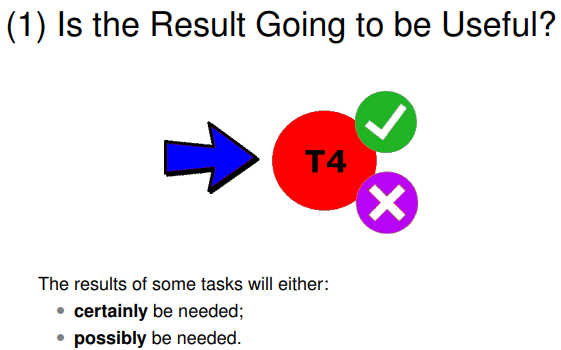 (1) Is the Result Going to be Useful?
T4
The results of some tasks will either:
certainly be needed;
possibly be needed.